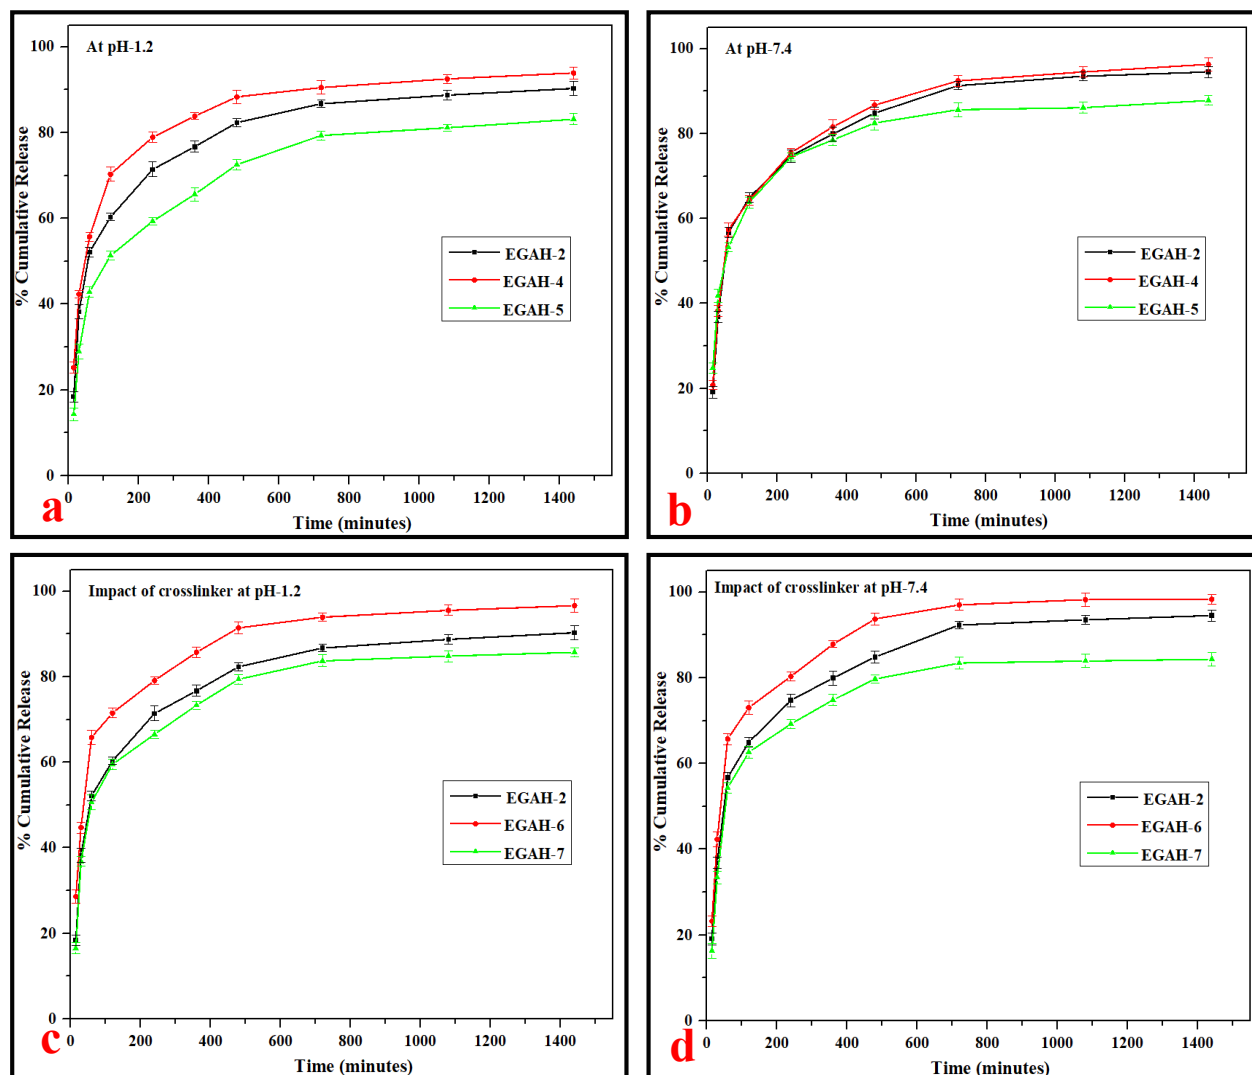 At pH-1.2
% Cumulative Release
100
80
60
40
20
0
EGAH-2
EGAH-4
EGAH-5
0 200 400 600 800 1000 1200 1400
Time (minutes)
a
At pH-7.4
% Cumulative Release
100
80
60
40
20
0
EGAH-2
EGAH-4
EGAH-5
0 200 400 600 800 1000 1200 1400
Time (minutes)
b
Impact of crosslinker at pH-1.2
% Cumulative Release
100
80
60
40
20
0
EGAH-2
EGAH-6
EGAH-7
0 200 400 600 800 1000 1200 1400
Time (minutes)
c
Impact of crosslinker at pH-7.4
% Cumulative Release
100
80
60
40
20
0
EGAH-2
EGAH-6
EGAH-7
0 200 400 600 800 1000 1200 1400
Time (minutes)
d